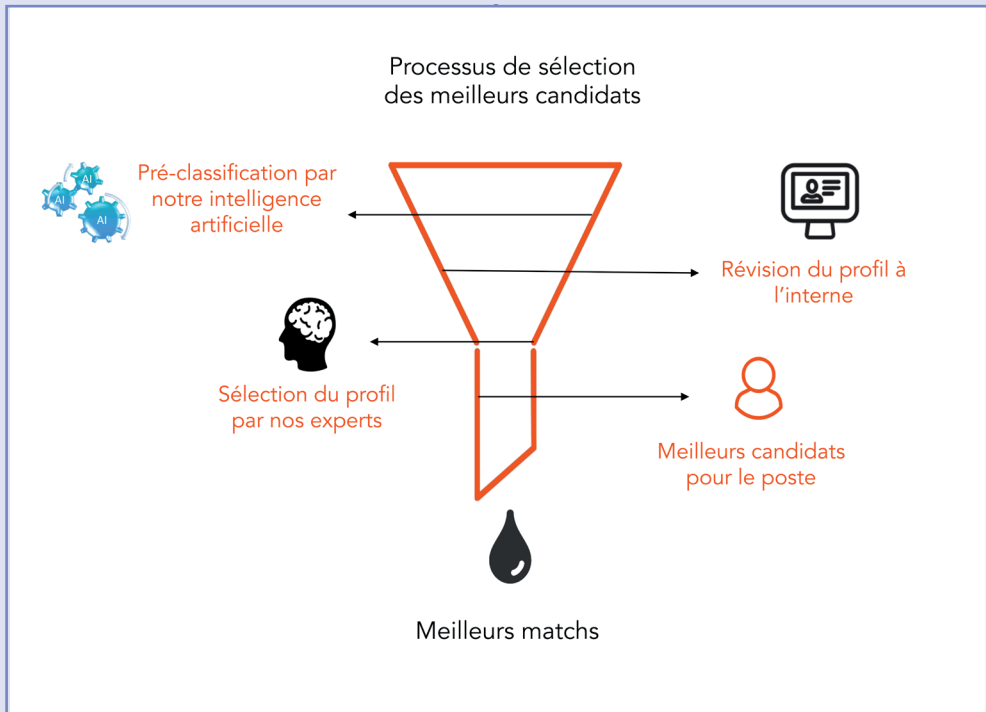 Processus de sélection
des meilleurs candidats
AI
AI
AI
Pré-classification par
notre intelligence
artificielle
Révision du profil à
l'interne
Sélection du profil
par nos experts
Meilleurs candidats
pour le poste
Meilleurs matchs